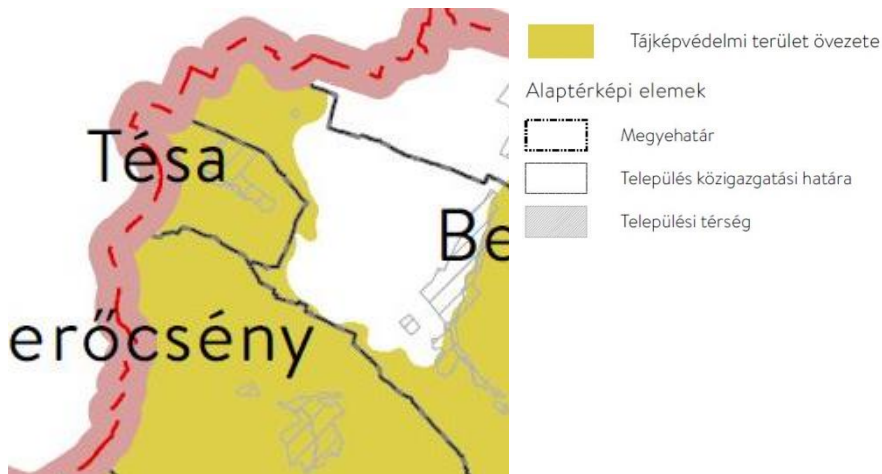 Tésa
Be
erőcsény
Tájképvédelmi terület övezete
Alaptérképi elemek
Megyehatár
Település közigazgatási határa
Települési térség